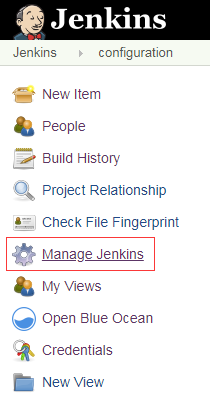 Jenkins
Jenkins configuration
New Item
People
Build History
Project Relationship
Check File Fingerprint
Manage Jenkins
My Views
Open Blue Ocean
Credentials
New View